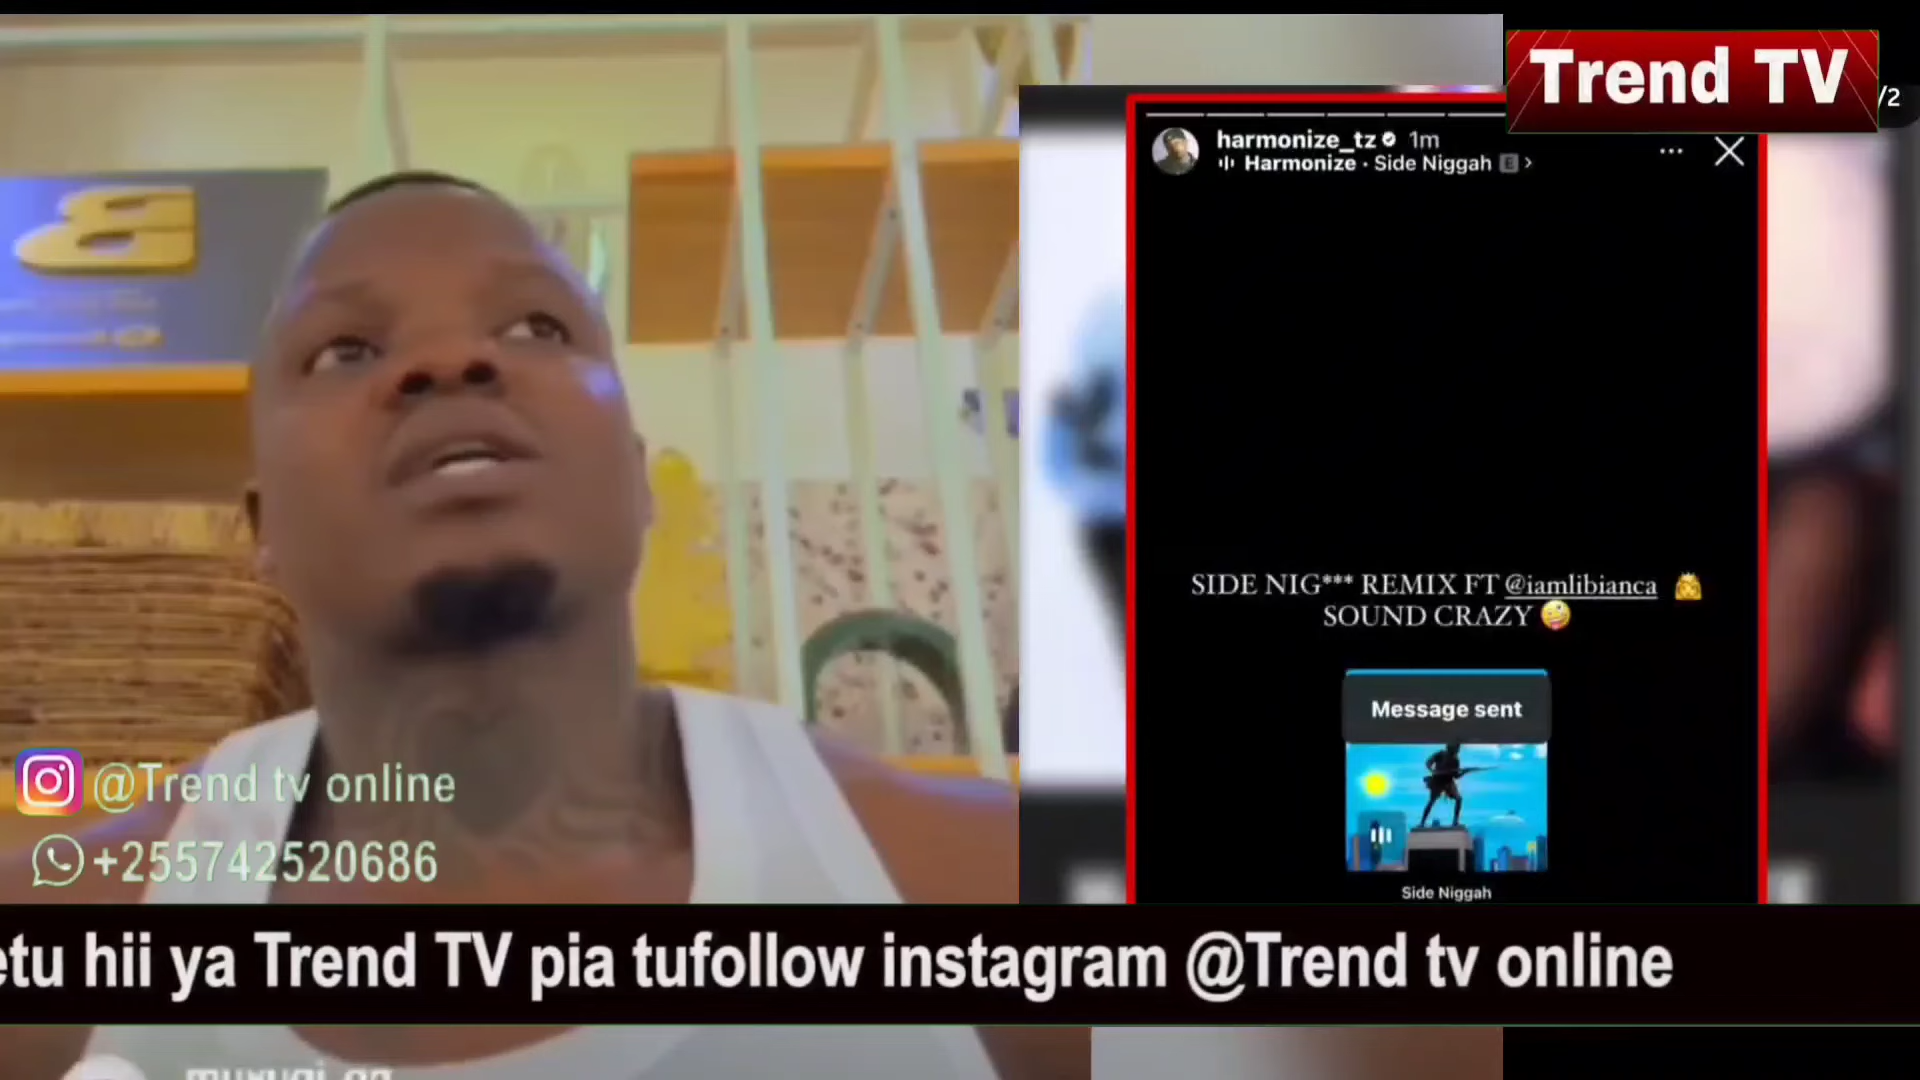 Trend TV
/2
harmonize_tz 1m
Harmonize · Side Niggah E >
SIDE NIG*** REMIX FT @iamlibianca 👸
SOUND CRAZY 🤪
Message sent
Side Niggah
@Trend tv online
+255742520686
etu hii ya Trend TV pia tufollow instagram @Trend tv online